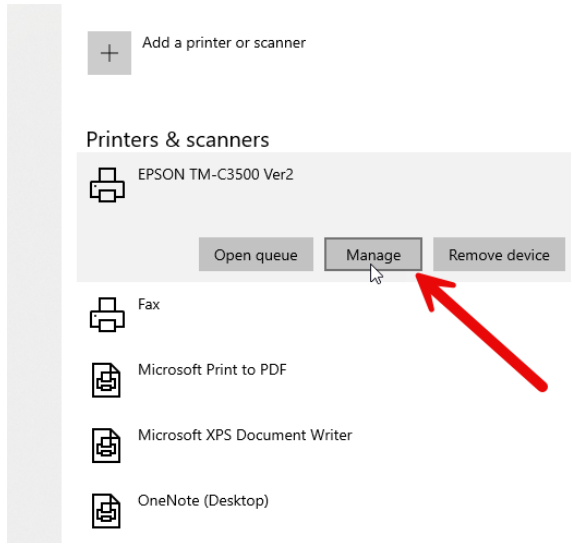 Add a printer or scanner
Printers & scanners
EPSON TM-C3500 Ver2
Open queue Manage Remove device
Fax
Microsoft Print to PDF
Microsoft XPS Document Writer
OneNote (Desktop)